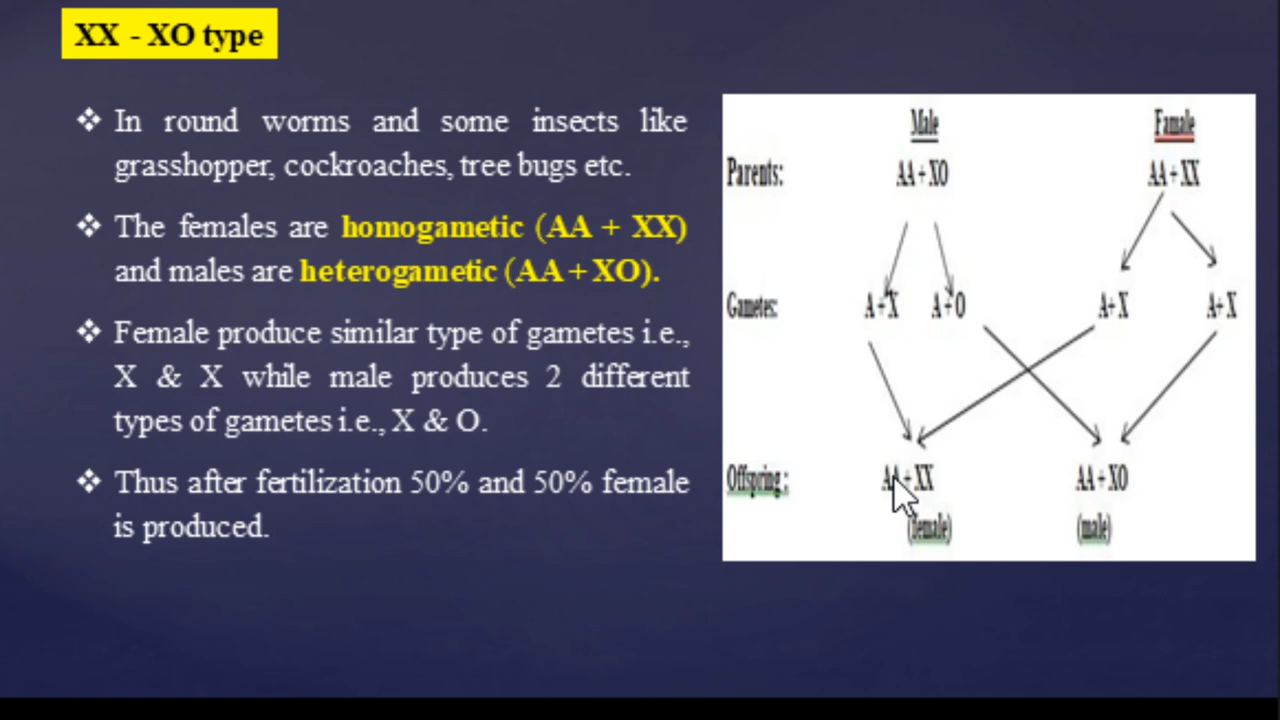 XX - XO type
❖ In round worms and some insects like
grasshopper, cockroaches, tree bugs etc.
❖ The females are homogametic (AA + XX)
and males are heterogametic (AA + XO).
❖ Female produce similar type of gametes i.e.,
X & X while male produces 2 different
types of gametes i.e., X & O.
❖ Thus after fertilization 50% and 50% female
is produced.
Male Famale
Parents: AA + XO AA + XX
Gametes: A + X A + O A + X A + X
Offspring : AA + XX AA + XO
(female) (male)